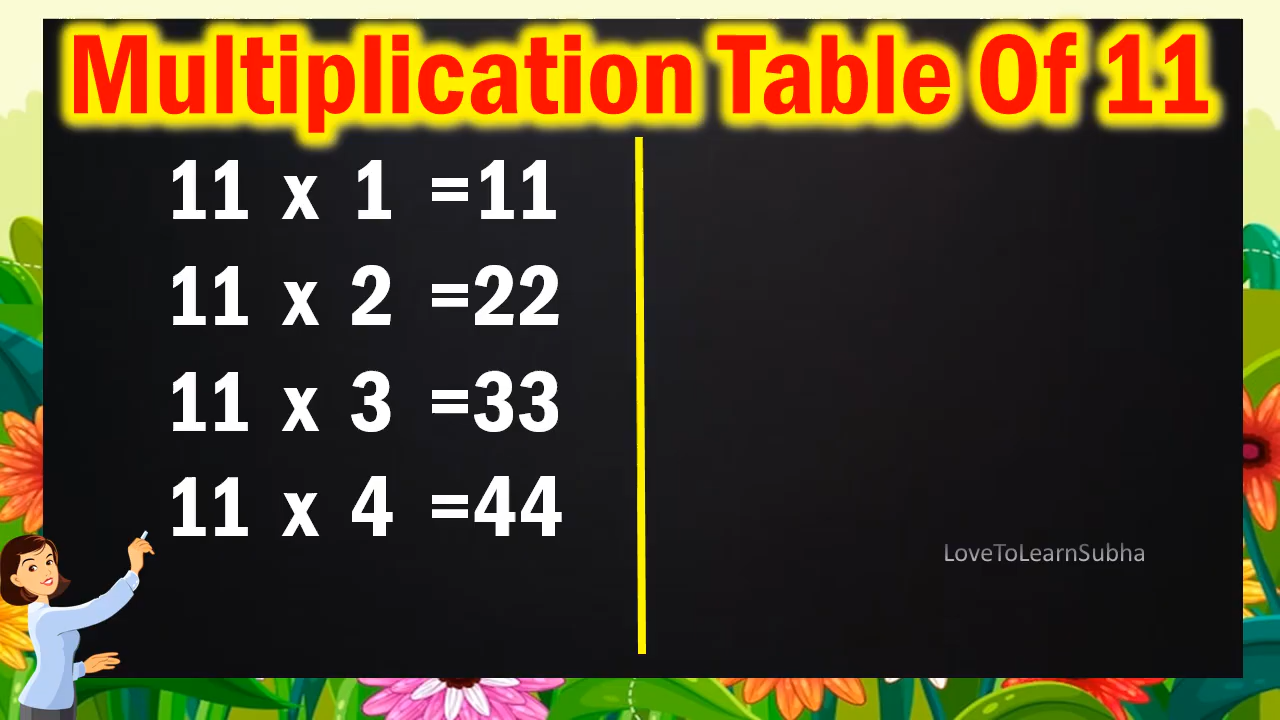 Multiplication Table Of 11
11 x 1 =11
11 x 2 =22
11 x 3 =33
11 x 4 =44
LoveToLearnSubha